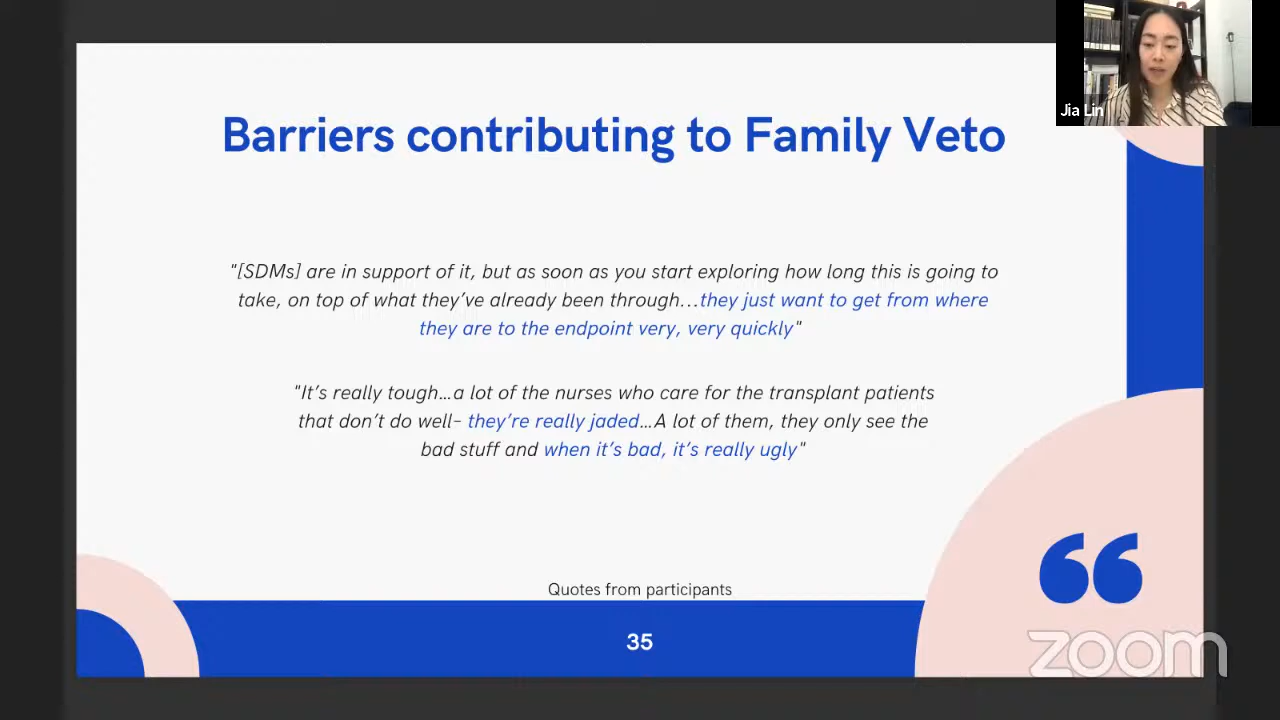 Jia Lin
Barriers contributing to Family Veto
"[SDMs] are in support of it, but as soon as you start exploring how long this is going to
take, on top of what they’ve already been through...they just want to get from where
they are to the endpoint very, very quickly"
"It’s really tough...a lot of the nurses who care for the transplant patients
that don’t do well– they’re really jaded...A lot of them, they only see the
bad stuff and when it’s bad, it’s really ugly"
Quotes from participants
35
zoom